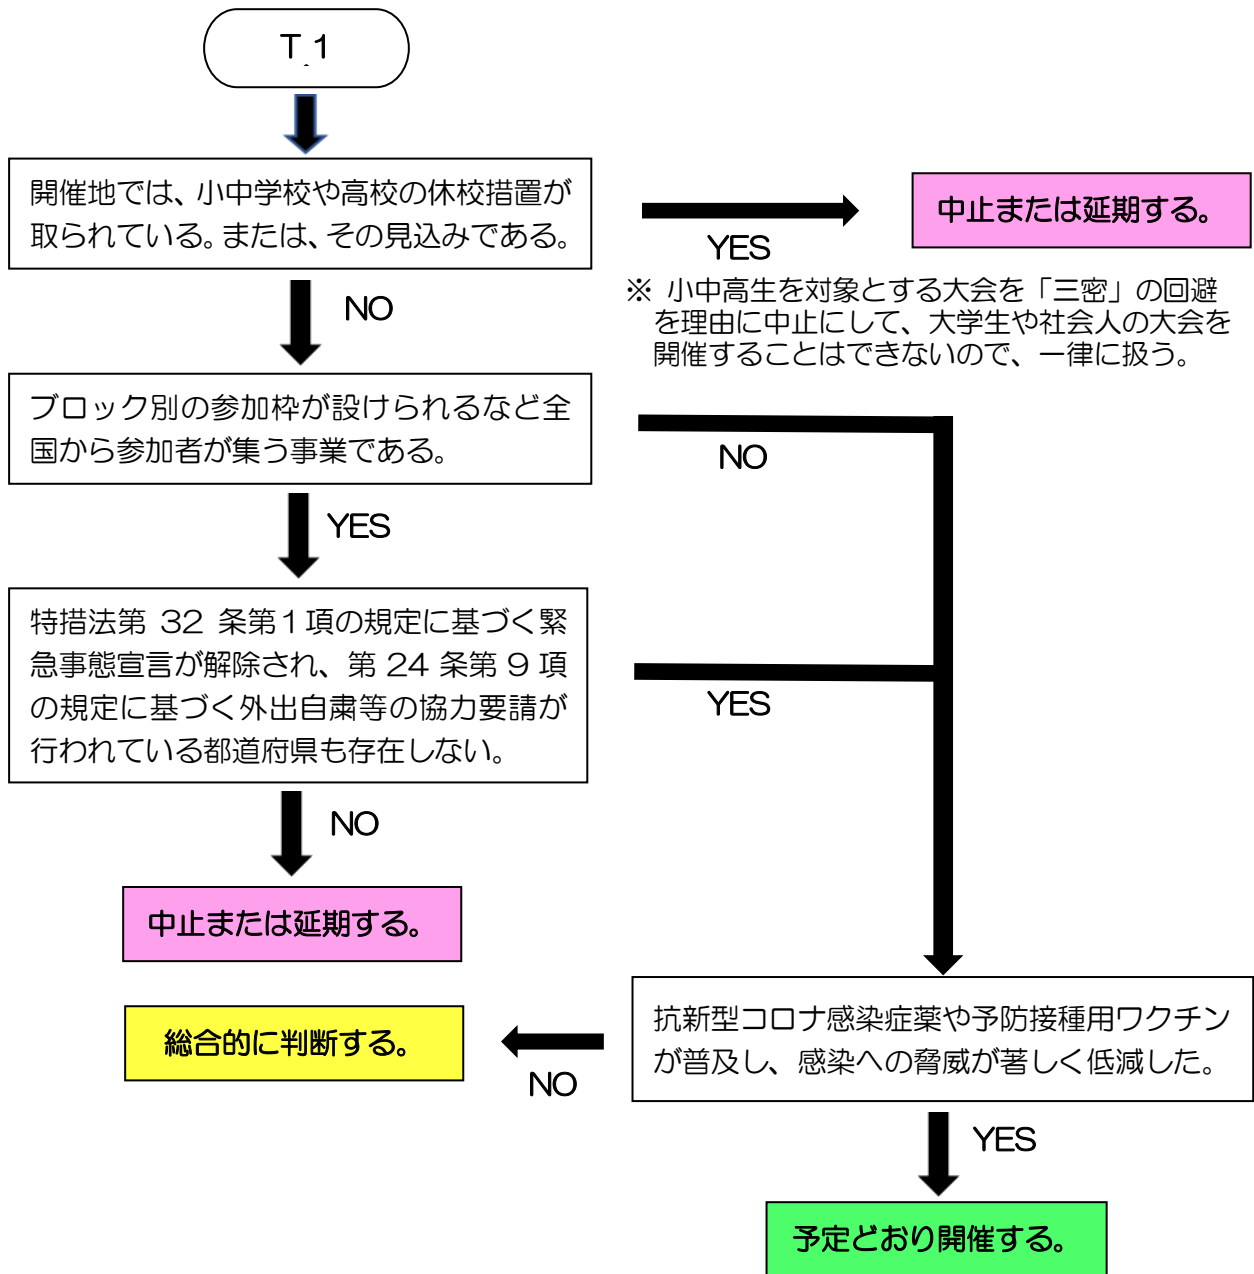 T.1
開催地では、小中学校や高校の休校措置が
取られている。または、その見込みである。
YES
中止または延期する。
※ 小中高生を対象とする大会を「三密」の回避
を理由に中止にして、大学生や社会人の大会を
開催することはできないので、一律に扱う。
NO
ブロック別の参加枠が設けられるなど全
国から参加者が集う事業である。
NO
YES
特措法第 32 条第1項の規定に基づく緊
急事態宣言が解除され、第 24 条第 9 項
の規定に基づく外出自粛等の協力要請が
行われている都道府県も存在しない。
YES
NO
中止または延期する。
抗新型コロナ感染症薬や予防接種用ワクチン
が普及し、感染への脅威が著しく低減した。
NO
総合的に判断する。
YES
予定どおり開催する。